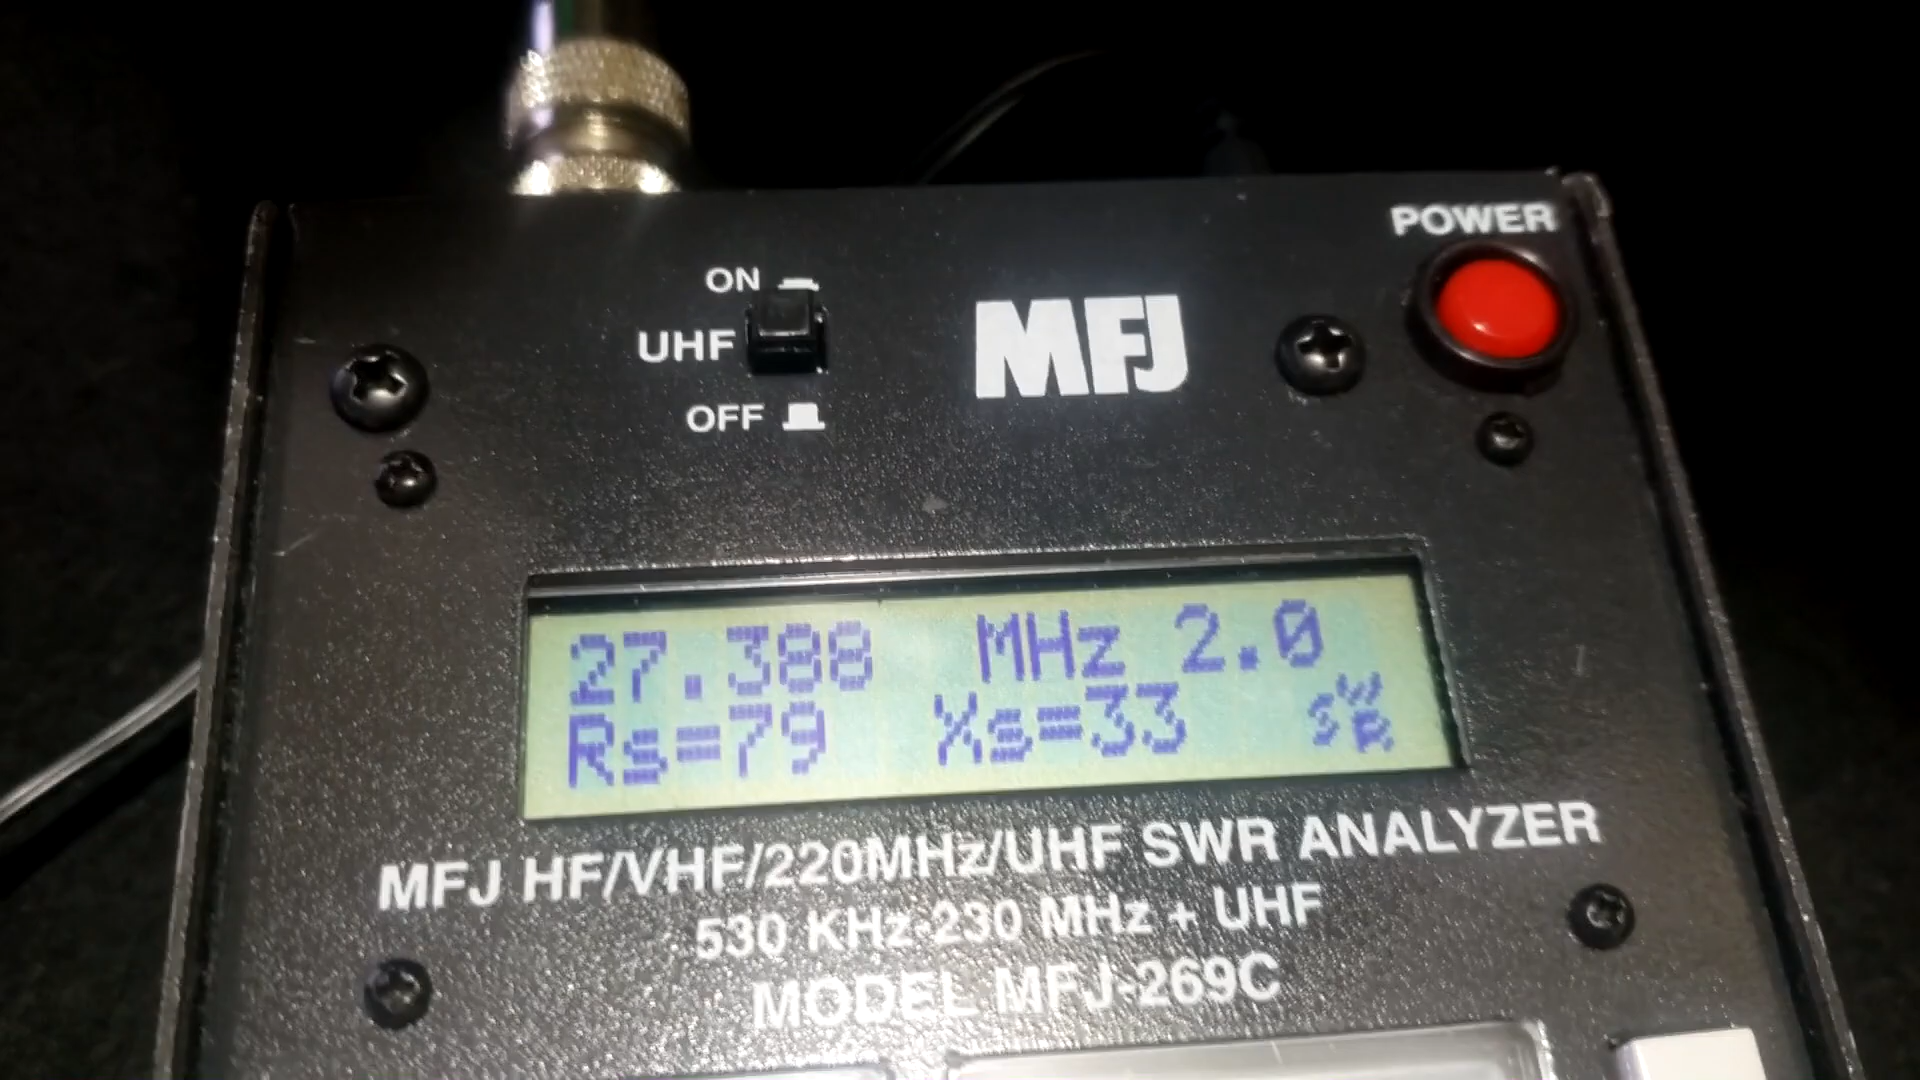 POWER
ON
UHF
MFJ
OFF
27.388 MHz 2.0
Rs=79 Xs=33 SWR
MFJ HF/VHF/220MHz/UHF SWR ANALYZER
530 KHz-230 MHz + UHF
MODEL MFJ-269C